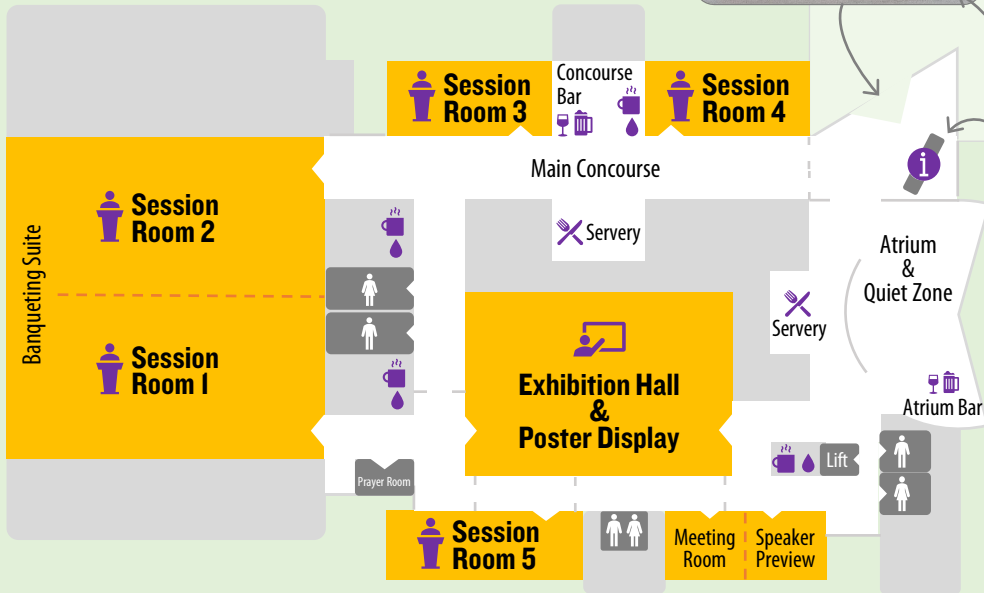 Session
Room 3
Concourse
Bar
Session
Room 4
Main Concourse
i
Banqueting Suite
Session
Room 2
Servery
Atrium
&
Quiet Zone
Servery
Session
Room 1
Exhibition Hall
&
Poster Display
Atrium Bar
Lift
Prayer Room
Session
Room 5
Meeting
Room
Speaker
Preview